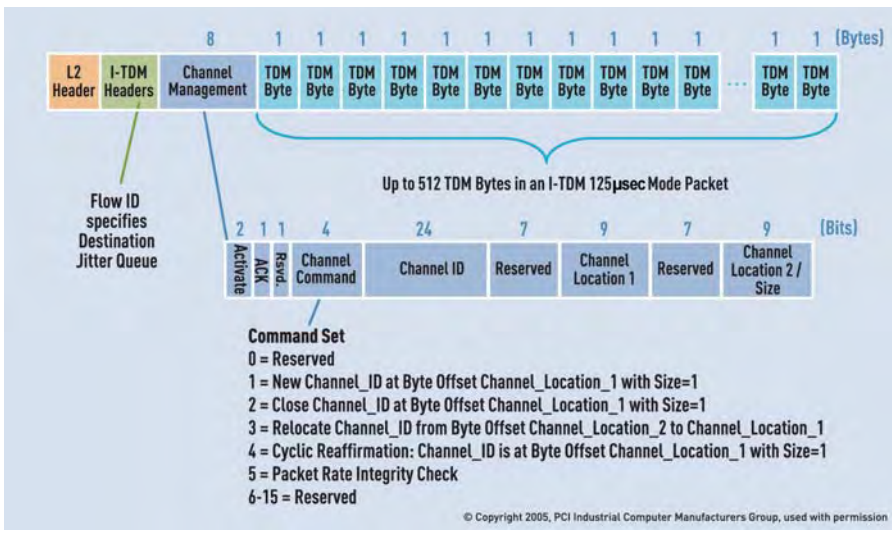 8 1 1 1 1 1 1 1 1 1 1 1 1 1 (Bytes)
L2 Header I-TDM Headers Channel Management TDM Byte TDM Byte TDM Byte TDM Byte TDM Byte TDM Byte TDM Byte TDM Byte TDM Byte TDM Byte TDM Byte ... TDM Byte TDM Byte
Up to 512 TDM Bytes in an I-TDM 125µsec Mode Packet
Flow ID
specifies
Destination
Jitter Queue
2 1 1 4 24 7 9 7 9 (Bits)
Activate ACK Rsvd. Channel Command Channel ID Reserved Channel Location 1 Reserved Channel Location 2 / Size
Command Set
0 = Reserved
1 = New Channel_ID at Byte Offset Channel_Location_1 with Size=1
2 = Close Channel_ID at Byte Offset Channel_Location_1 with Size=1
3 = Relocate Channel_ID from Byte Offset Channel_Location_2 to Channel_Location_1
4 = Cyclic Reaffirmation: Channel_ID is at Byte Offset Channel_Location_1 with Size=1
5 = Packet Rate Integrity Check
6-15 = Reserved
© Copyright 2005, PCI Industrial Computer Manufacturers Group, used with permission